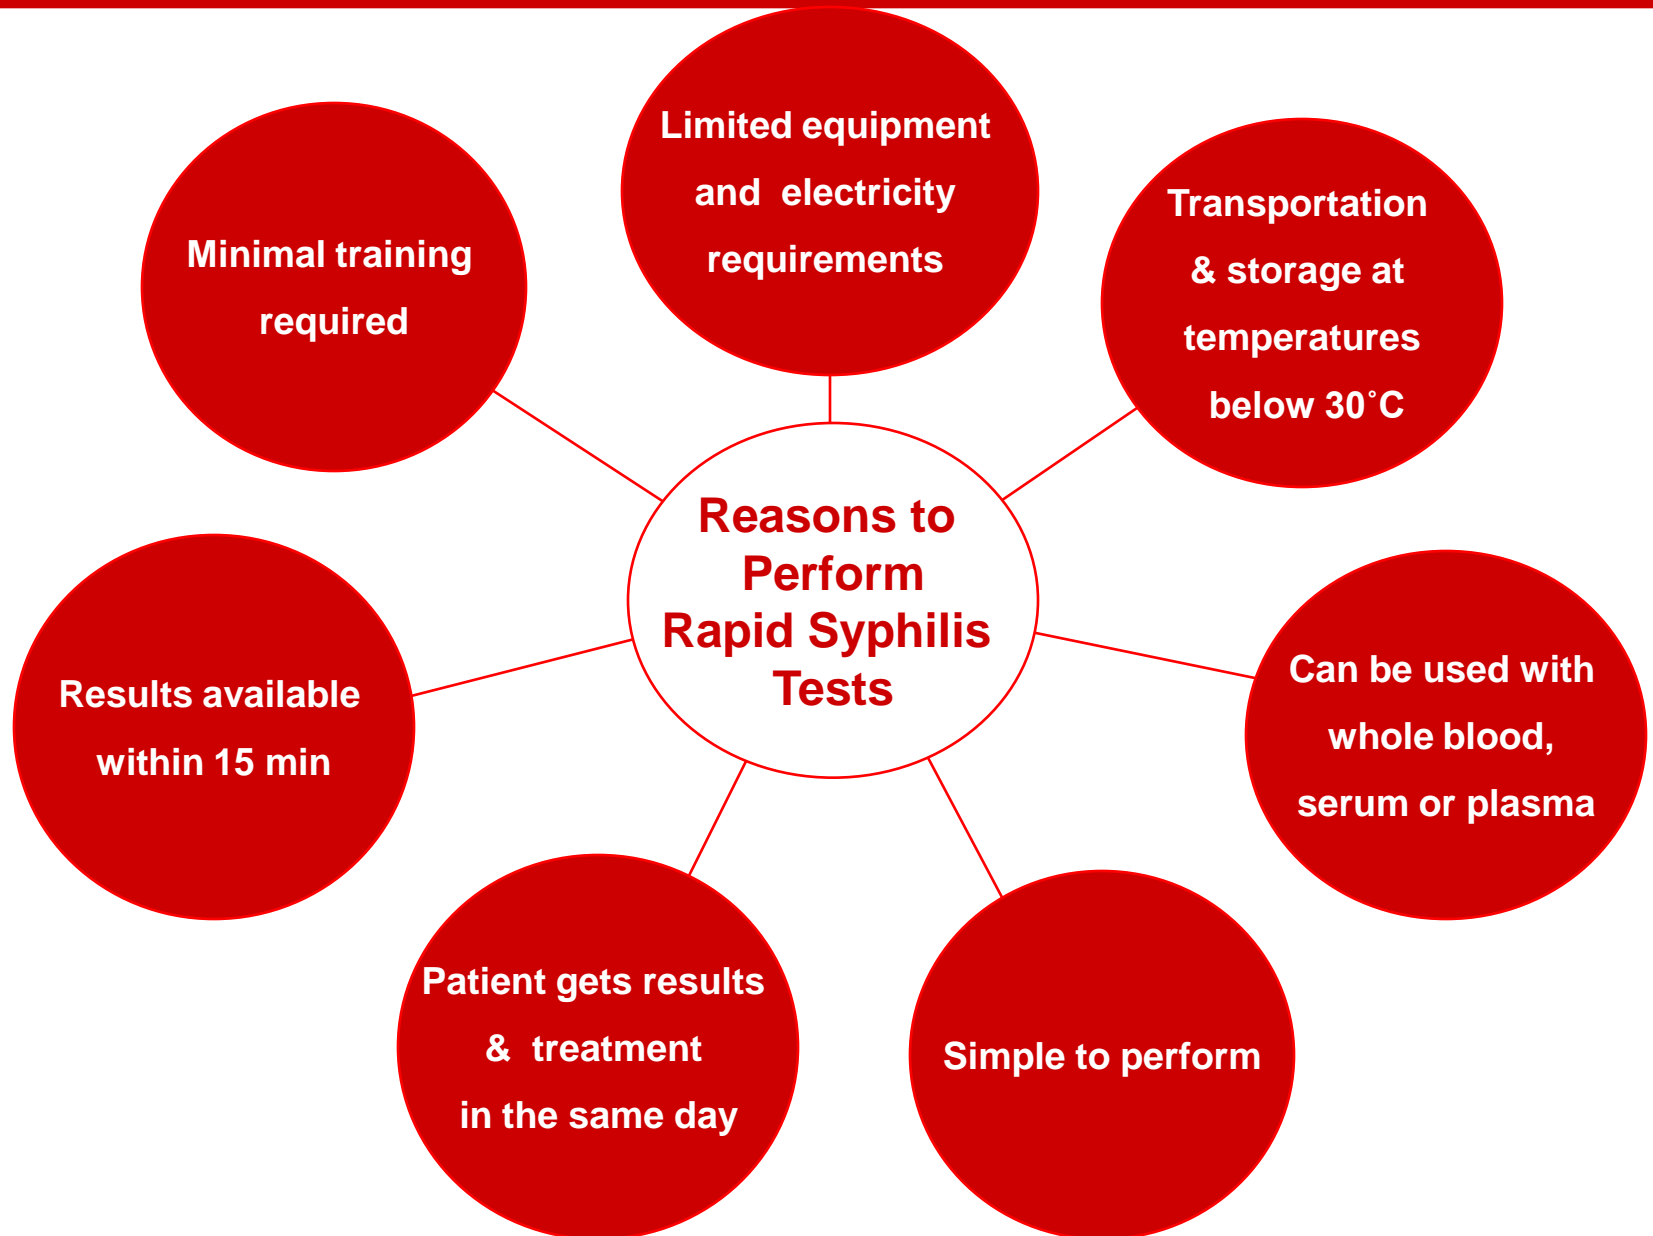 Limited equipment
and electricity
requirements
Minimal training
required
Transportation
& storage at
temperatures
below 30˚C
Reasons to
Perform
Rapid Syphilis
Tests
Results available
within 15 min
Can be used with
whole blood,
serum or plasma
Patient gets results
& treatment
in the same day
Simple to perform